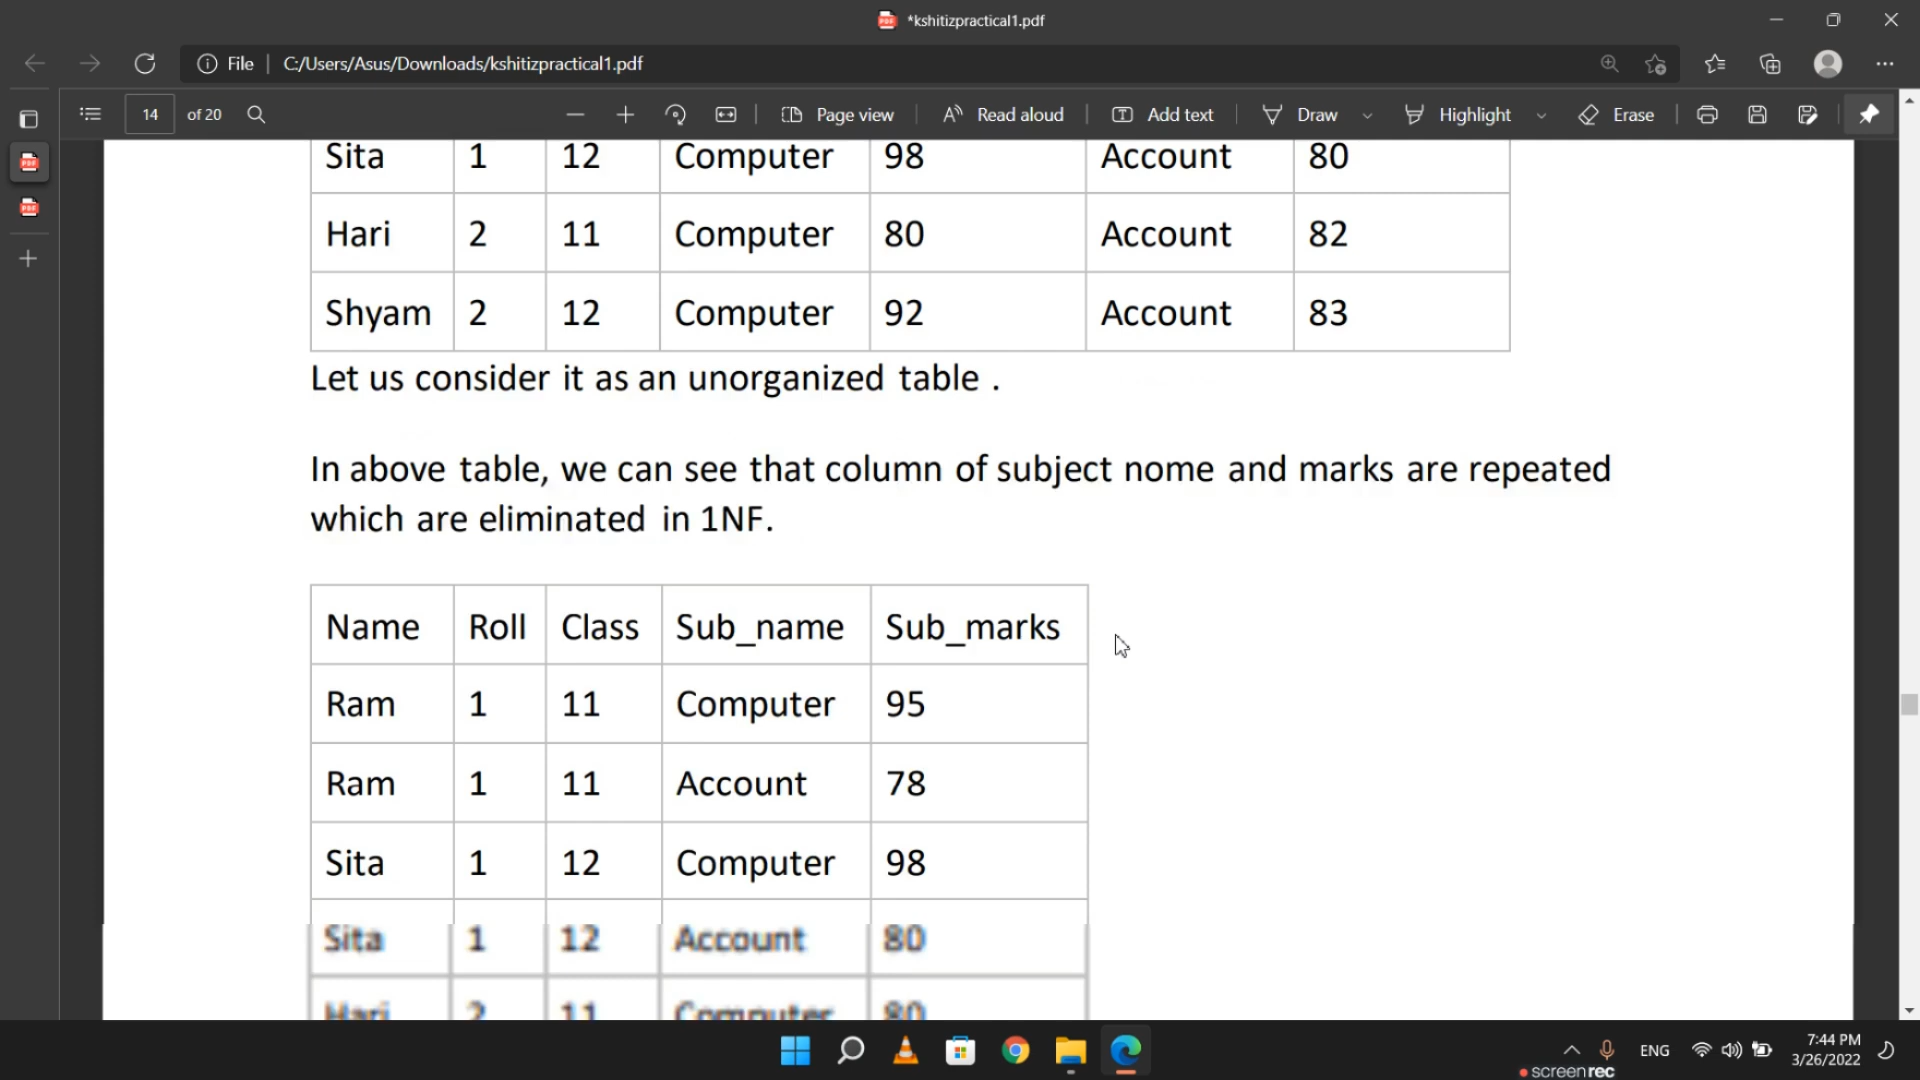 *kshitizpractical1.pdf
File C:/Users/Asus/Downloads/kshitizpractical1.pdf
14 of 20 Page view Read aloud Add text Draw Highlight Erase
Sita 1 12 Computer 98 Account 80
Hari 2 11 Computer 80 Account 82
Shyam 2 12 Computer 92 Account 83
Let us consider it as an unorganized table .
In above table, we can see that column of subject nome and marks are repeated
which are eliminated in 1NF.
Name Roll Class Sub_name Sub_marks
Ram 1 11 Computer 95
Ram 1 11 Account 78
Sita 1 12 Computer 98
Sita 1 12 Account 80
Hari 2 11 Computer 80
ENG 7:44 PM
3/26/2022
screenrec